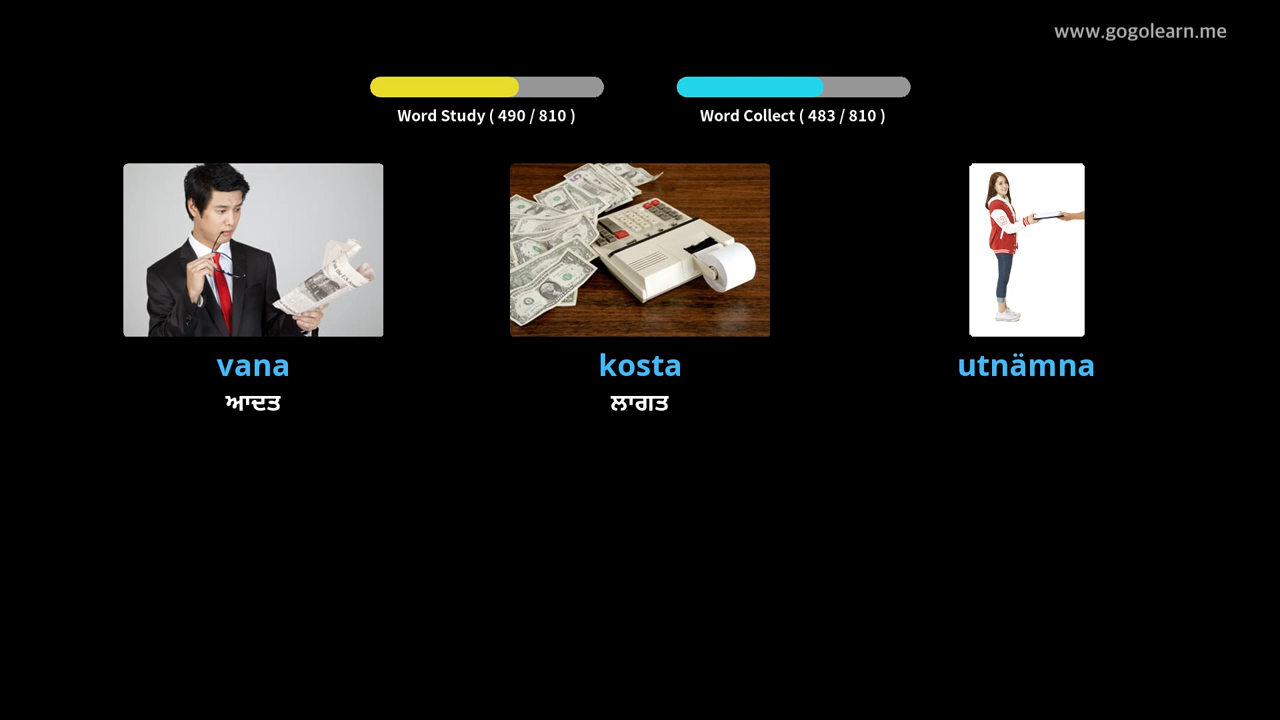 www.gogolearn.me
Word Study ( 490 / 810 )
Word Collect ( 483 / 810 )
vana
kosta
utnämna
ਆਦਤ
ਲਾਗਤ